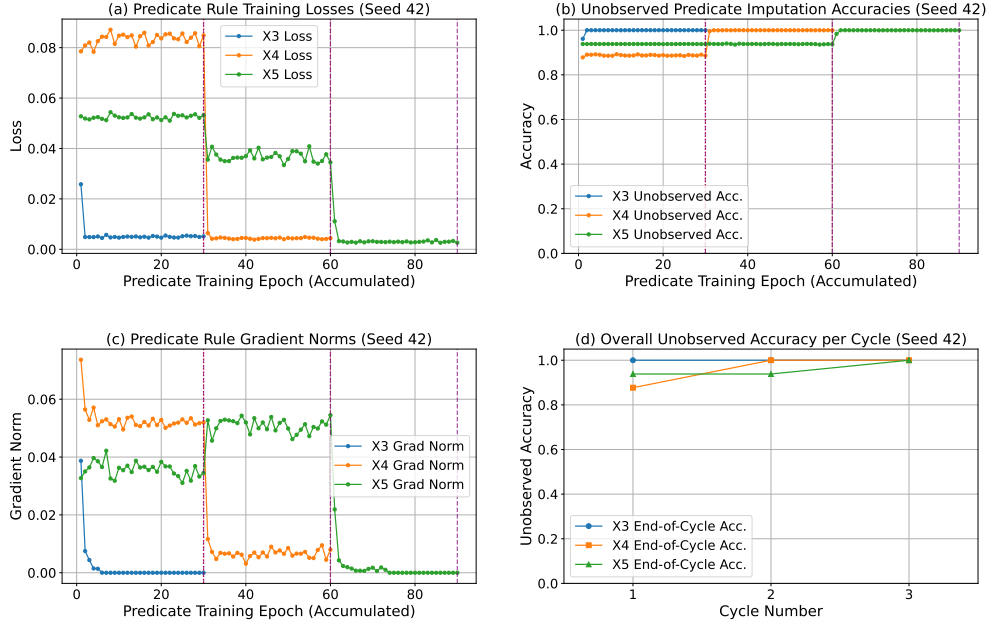 (a) Predicate Rule Training Losses (Seed 42)
Loss
0.08
0.06
0.04
0.02
0.00
X3 Loss
X4 Loss
X5 Loss
0
20
40
60
80
Predicate Training Epoch (Accumulated)
(b) Unobserved Predicate Imputation Accuracies (Seed 42)
Accuracy
1.0
0.8
0.6
0.4
0.2
0.0
X3 Unobserved Acc.
X4 Unobserved Acc.
X5 Unobserved Acc.
0
20
40
60
80
Predicate Training Epoch (Accumulated)
(c) Predicate Rule Gradient Norms (Seed 42)
Gradient Norm
0.06
0.04
0.02
0.00
X3 Grad Norm
X4 Grad Norm
X5 Grad Norm
0
20
40
60
80
Predicate Training Epoch (Accumulated)
(d) Overall Unobserved Accuracy per Cycle (Seed 42)
Unobserved Accuracy
1.0
0.8
0.6
0.4
0.2
0.0
X3 End-of-Cycle Acc.
X4 End-of-Cycle Acc.
X5 End-of-Cycle Acc.
1
2
3
Cycle Number